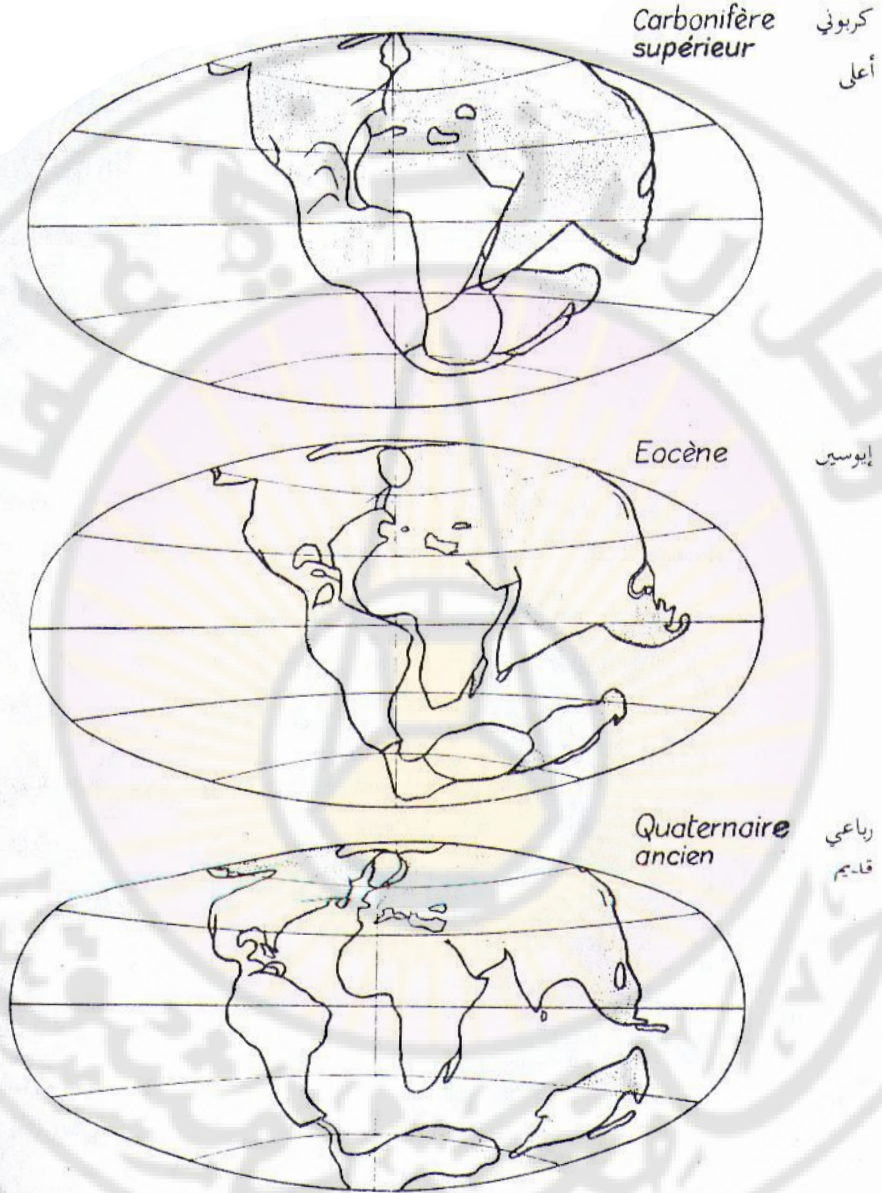 Carbonifère كربوني
supérieur أعلى
Eocène إيوسين
Quaternaire رباعي
ancien قديم